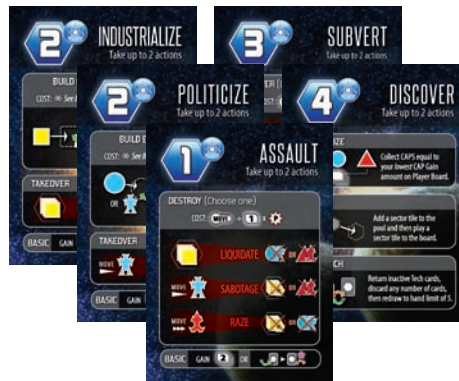 2 INDUSTRIALIZE
Take up to 2 actions
BUILD
COST:
TAKEOVER
BASIC GAIN
3 SUBVERT
Take up to 2 actions
2 POLITICIZE
Take up to 2 actions
BUILD
COST:
OR
TAKEOVER
MOVE
BASIC GAIN
4 DISCOVER
Take up to 2 actions
Collect CAPS equal to
your lowest CAP Gain
amount on Player Board.
Add a sector tile to the
pool and then play a
sector tile to the board.
Return inactive Tech cards,
discard any number of cards,
then redraw to hand limit of 5.
1 ASSAULT
Take up to 2 actions
DESTROY (Choose one)
COST: MOVE + 1 x
LIQUIDATE OR
MOVE SABOTAGE OR
MOVE RAZE OR
BASIC GAIN 2 OR